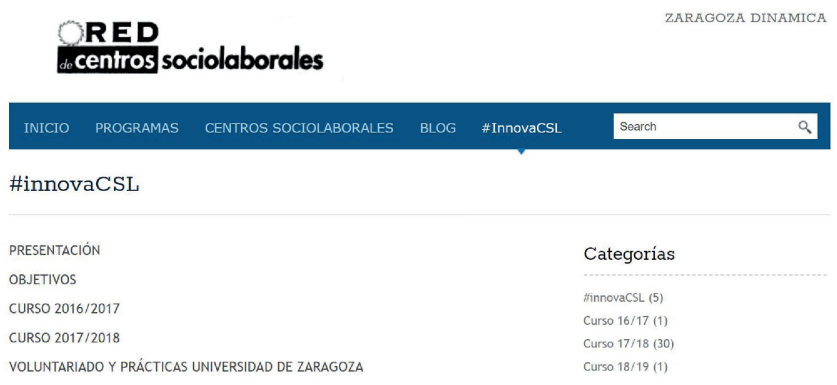 ZARAGOZA DINAMICA
RED
de centros sociolaborales
INICIO PROGRAMAS CENTROS SOCIOLABORALES BLOG #InnovaCSL Search
#innovaCSL
PRESENTACIÓN
OBJETIVOS
CURSO 2016/2017
CURSO 2017/2018
VOLUNTARIADO Y PRÁCTICAS UNIVERSIDAD DE ZARAGOZA
Categorías
#innovaCSL (5)
Curso 16/17 (1)
Curso 17/18 (30)
Curso 18/19 (1)